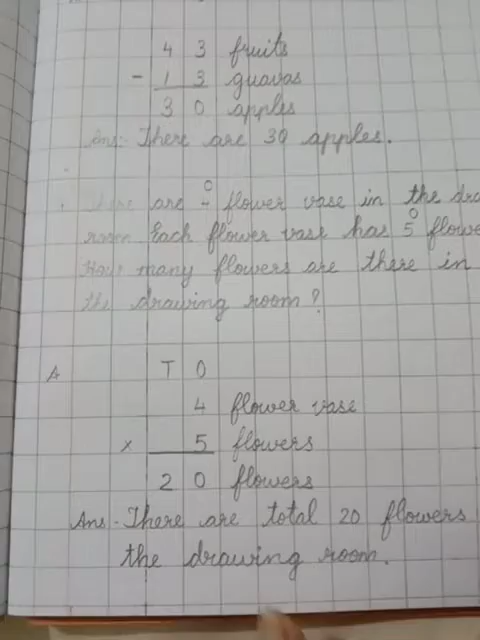 4 3 fruits
- 1 3 guavas
3 0 apples
Ans:- There are 30 apples.
O
There are flower vase in the
O
room Each flower vase has 5
How many flowers are there in
the drawing room?
T O
A
4 flower vase
x 5 flowers
2 0 flowers
Ans - There are total 20 flowers
the drawing room.